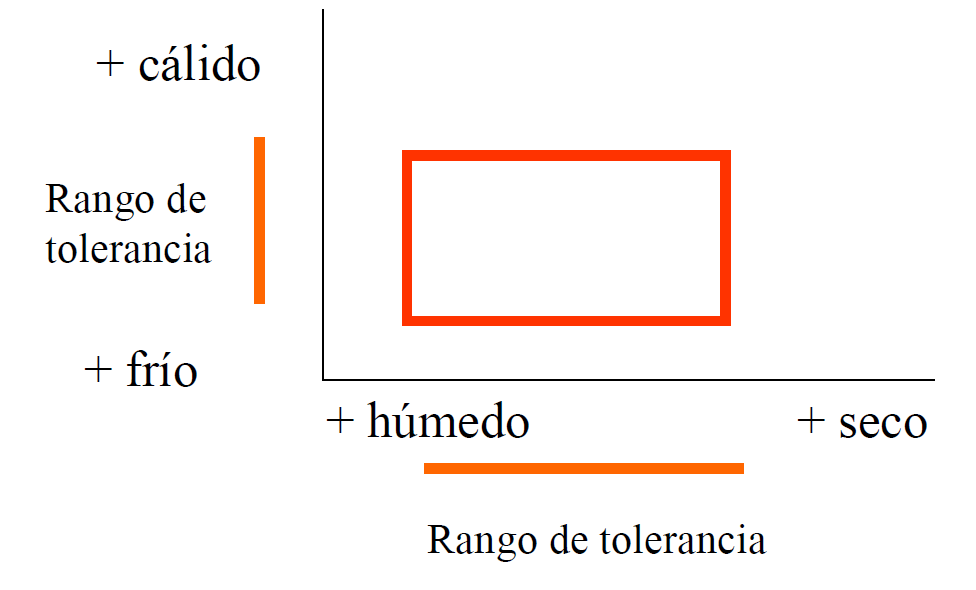 + cálido
Rango de
tolerancia
+ frío
+ húmedo
+ seco
Rango de tolerancia